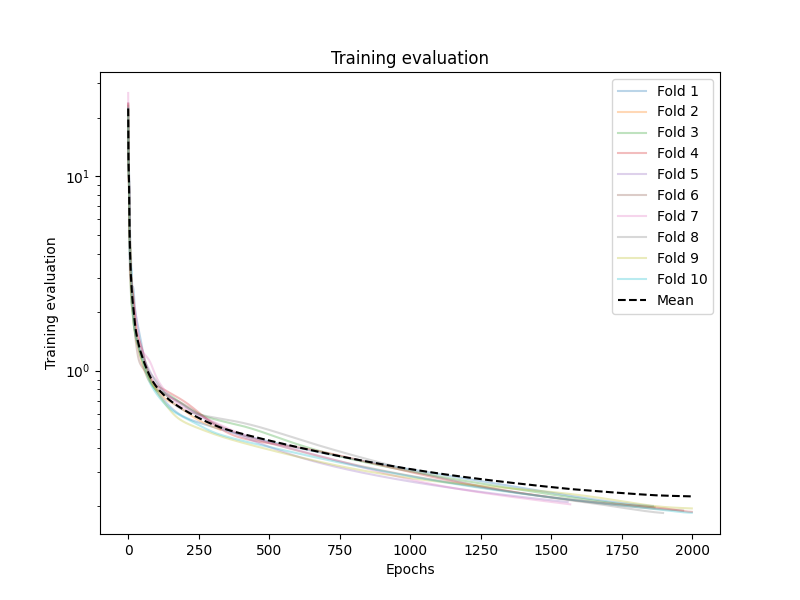 Training evaluation
Training evaluation
10¹
10⁰
0 250 500 750 1000 1250 1500 1750 2000
Epochs
Fold 1
Fold 2
Fold 3
Fold 4
Fold 5
Fold 6
Fold 7
Fold 8
Fold 9
Fold 10
Mean